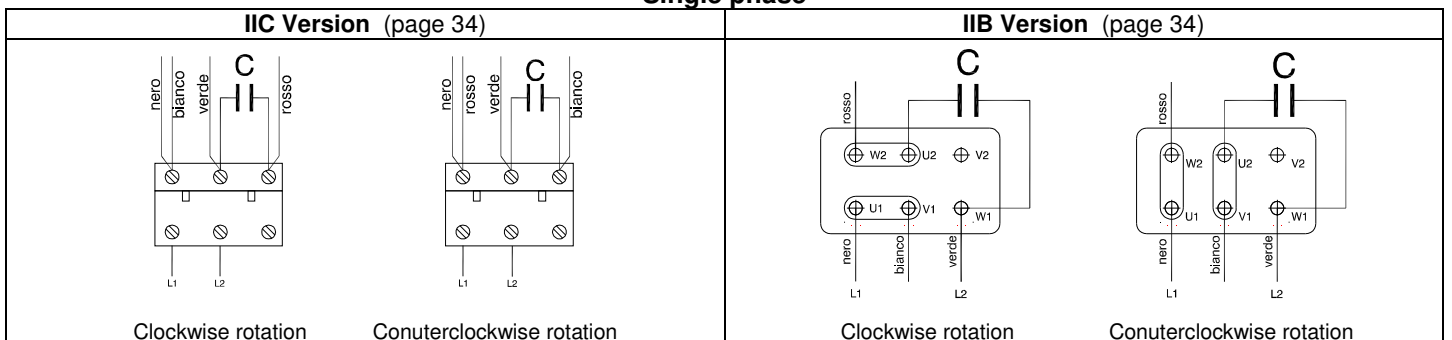 IIC Version (page 34)
IIB Version (page 34)
nero
bianco
verde
C
rosso
L1
L2
Clockwise rotation
nero
rosso
verde
C
bianco
L1
L2
Conuterclockwise rotation
C
rosso
W2
U2
V2
U1
V1
W1
nero
bianco
verde
L1
L2
Clockwise rotation
C
rosso
W2
U2
V2
U1
V1
W1
nero
bianco
verde
L1
L2
Conuterclockwise rotation